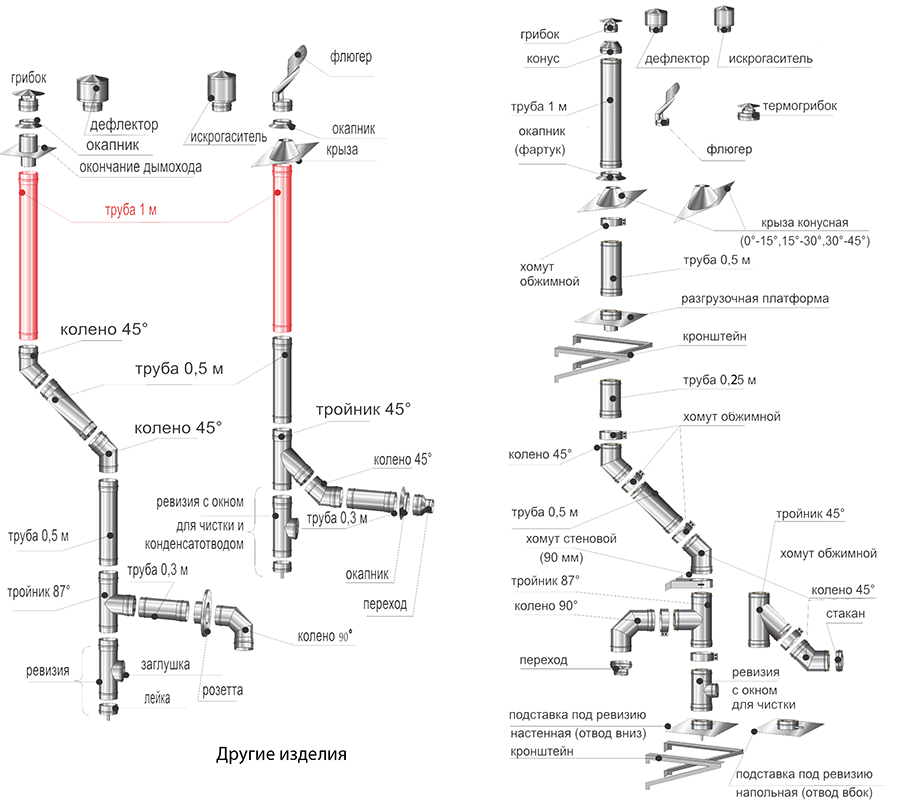 грибок
дефлектор
окапник
окончание дымохода
искрогаситель
флюгер
окапник
крыза
труба 1 м
колено 45°
труба 0,5 м
колено 45°
тройник 45°
колено 45°
ревизия с окном
для чистки и
конденсатотводом
труба 0,3 м
окапник
переход
труба 0,5 м
тройник 87°
труба 0,3 м
колено 90°
ревизия
заглушка
лейка
розетта
Другие изделия
грибок
конус
дефлектор
искрогаситель
труба 1 м
термогрибок
окапник
(фартук)
флюгер
крыза конусная
(0°-15°,15°-30°,30°-45°)
хомут
обжимной
труба 0,5 м
разгрузочная платформа
кронштейн
труба 0,25 м
хомут обжимной
колено 45°
труба 0,5 м
тройник 45°
хомут стеновой
(90 мм)
хомут обжимной
тройник 87°
колено 45°
колено 90°
стакан
переход
ревизия
с окном
для чистки
подставка под ревизию
настенная (отвод вниз)
кронштейн
подставка под ревизию
напольная (отвод вбок)